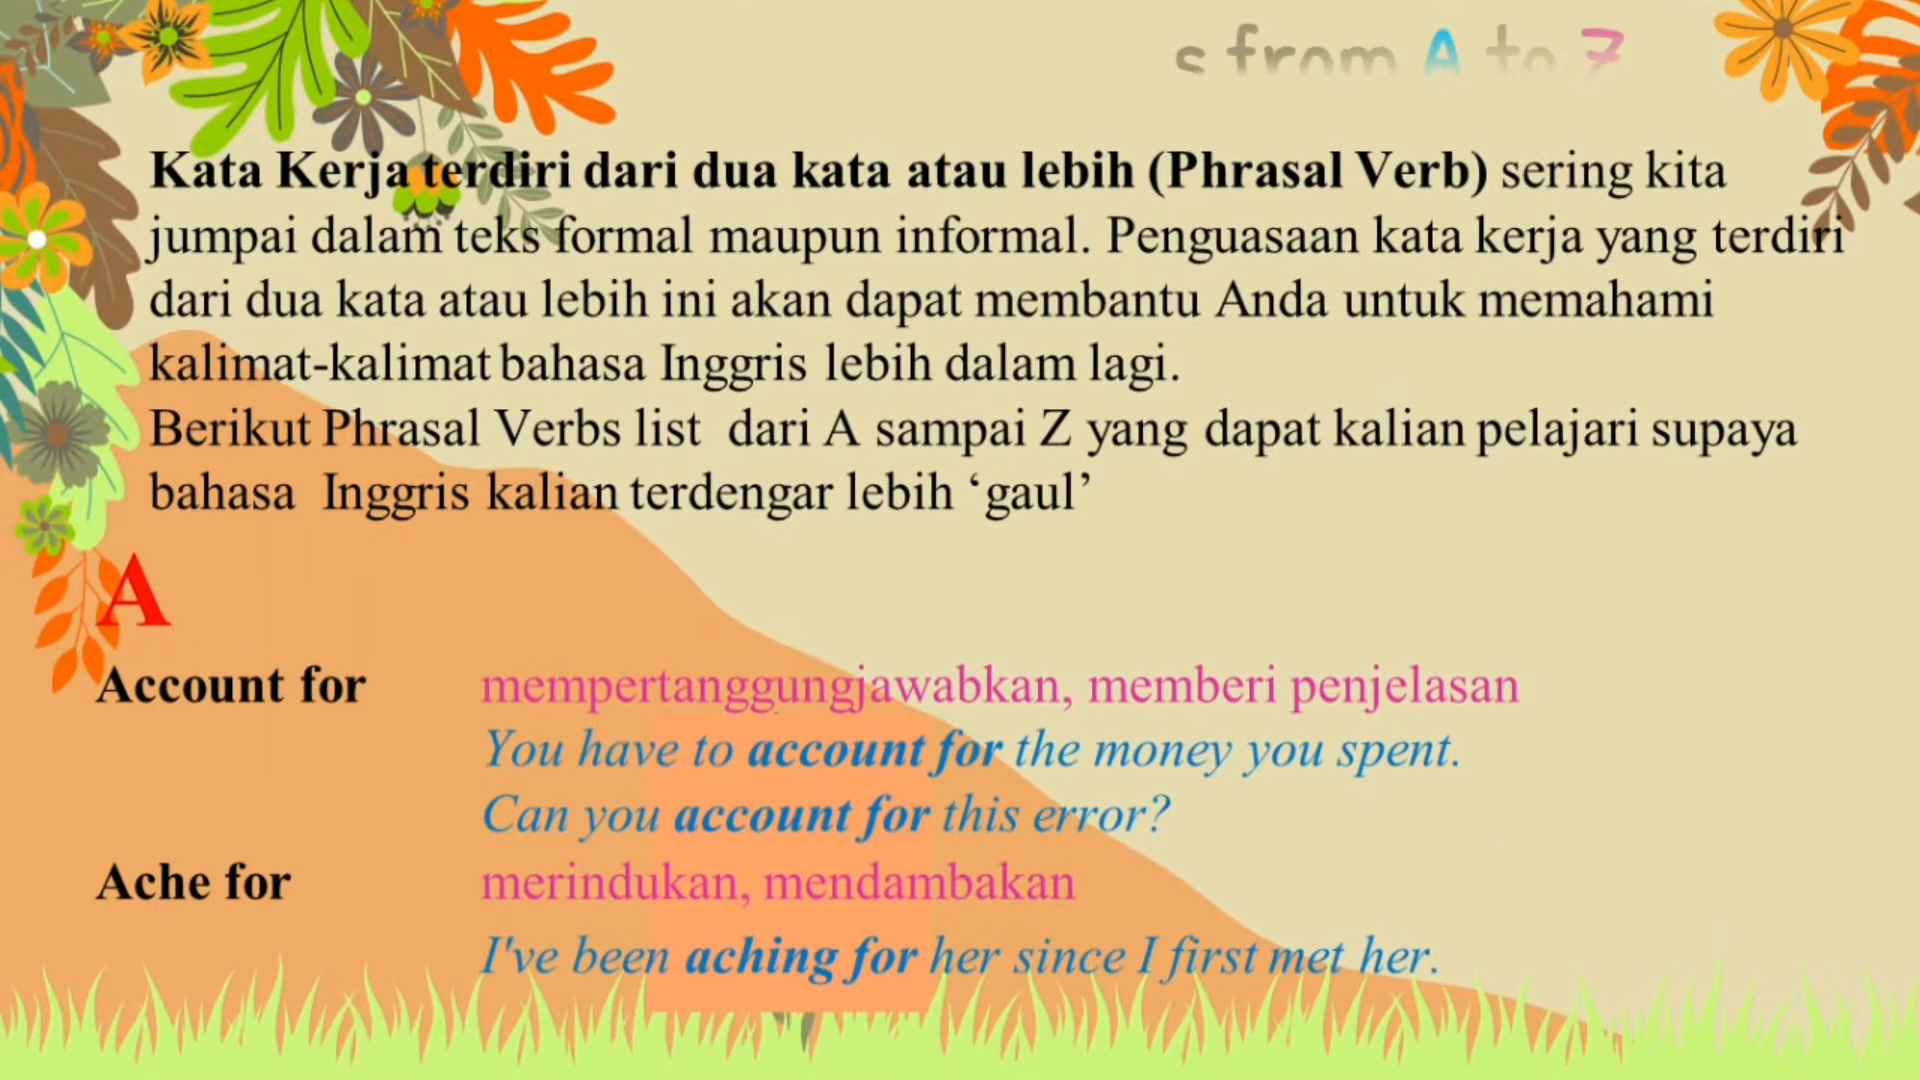 s from A to Z
Kata Kerja terdiri dari dua kata atau lebih (Phrasal Verb) sering kita
jumpai dalam teks formal maupun informal. Penguasaan kata kerja yang terdiri
dari dua kata atau lebih ini akan dapat membantu Anda untuk memahami
kalimat-kalimat bahasa Inggris lebih dalam lagi.
Berikut Phrasal Verbs list dari A sampai Z yang dapat kalian pelajari supaya
bahasa Inggris kalian terdengar lebih ‘gaul’
A
Account for mempertanggungjawabkan, memberi penjelasan
You have to account for the money you spent.
Can you account for this error?
Ache for merindukan, mendambakan
I've been aching for her since I first met her.